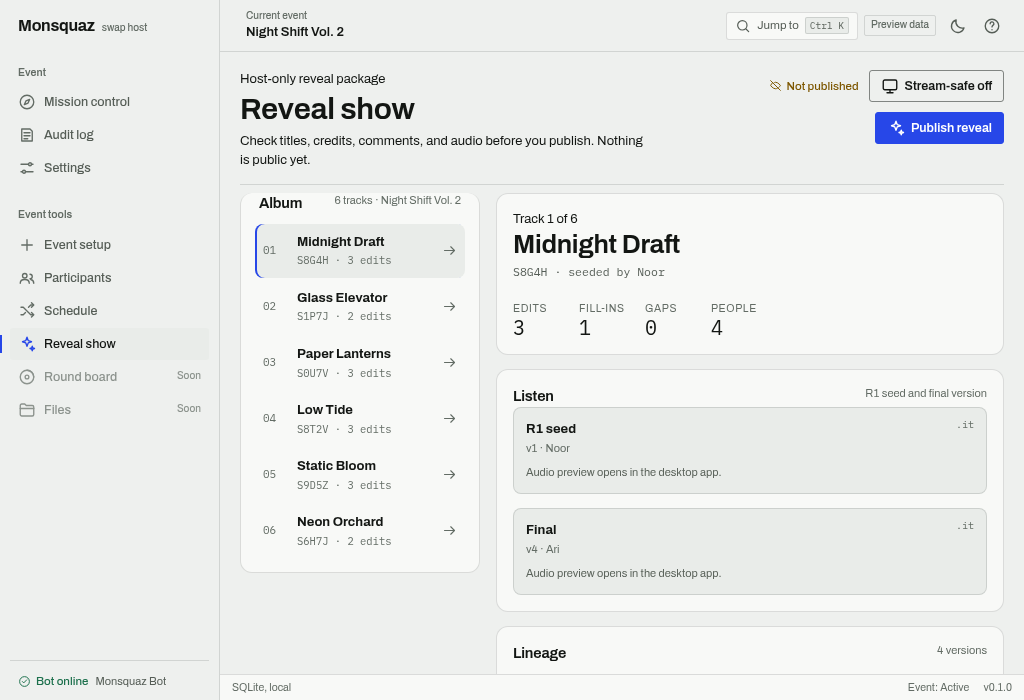 Monsquaz swap host
Event
Mission control
Audit log
Settings
Event tools
Event setup
Participants
Schedule
Reveal show
Round board Soon
Files Soon
Bot online Monsquaz Bot
Current event
Night Shift Vol. 2
Jump to Ctrl K
Preview data
Host-only reveal package
Reveal show
Check titles, credits, comments, and audio before you publish. Nothing
is public yet.
Not published
Stream-safe off
Publish reveal
Album 6 tracks · Night Shift Vol. 2
01 Midnight Draft
S8G4H · 3 edits
02 Glass Elevator
S1P7J · 2 edits
03 Paper Lanterns
S0U7V · 3 edits
04 Low Tide
S8T2V · 3 edits
05 Static Bloom
S9D5Z · 3 edits
06 Neon Orchard
S6H7J · 2 edits
Track 1 of 6
Midnight Draft
S8G4H · seeded by Noor
EDITS FILL-INS GAPS PEOPLE
3 1 0 4
Listen R1 seed and final version
R1 seed .it
v1 · Noor
Audio preview opens in the desktop app.
Final .it
v4 · Ari
Audio preview opens in the desktop app.
Lineage 4 versions
SQLite, local
Event: Active v0.1.0